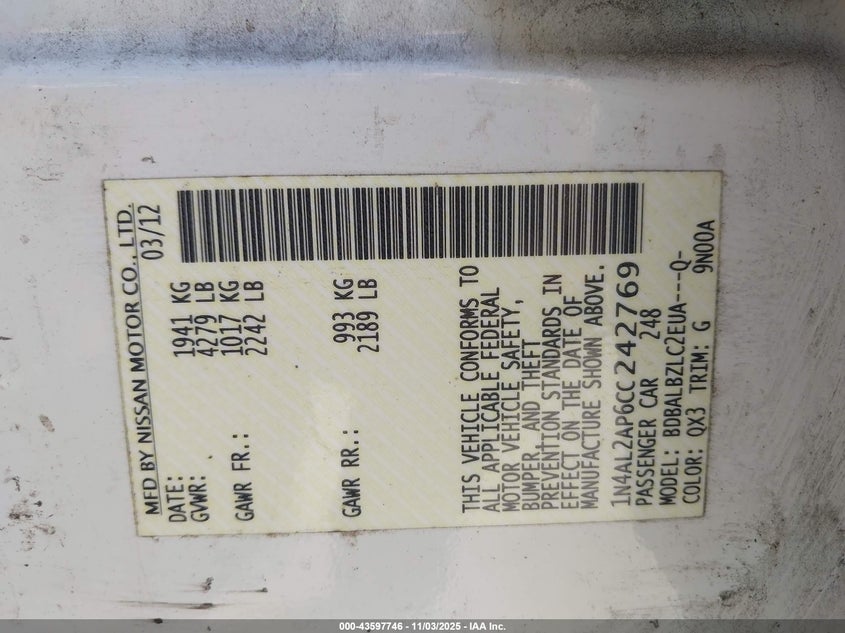 MFD BY NISSAN MOTOR CO., LTD.
DATE: 03/12
GVWR: 1941 KG
4279 LB
GAWR FR.: 1017 KG
2242 LB
GAWR RR.: 993 KG
2189 LB
THIS VEHICLE CONFORMS TO
ALL APPLICABLE FEDERAL
MOTOR VEHICLE SAFETY,
BUMPER, AND THEFT
PREVENTION STANDARDS IN
EFFECT ON THE DATE OF
MANUFACTURE SHOWN ABOVE.
1N4AL2AP6CC242769
PASSENGER CAR 248
MODEL: BDBALBZLC2EUA---Q-
COLOR: QX3 TRIM: G 9N00A
000-43597746 - 11/03/2025 - IAA Inc.